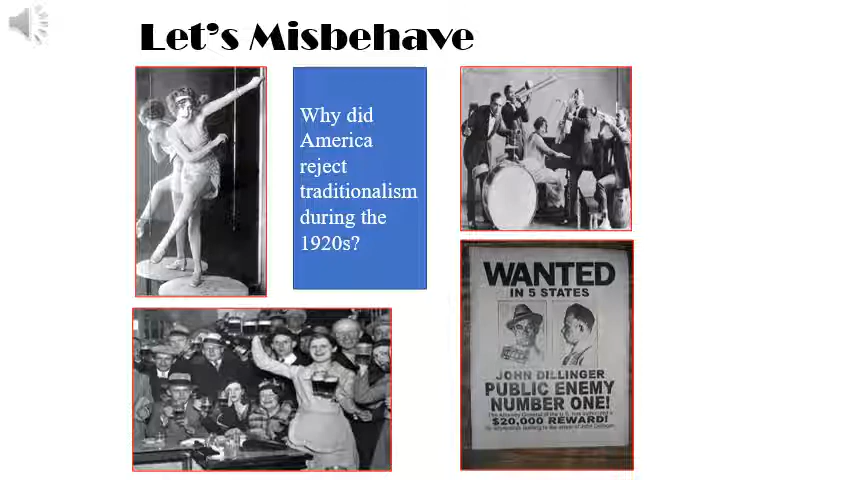 Let's Misbehave
Why did
America
reject
traditionalism
during the
1920s?
WANTED
IN 5 STATES
JOHN DILLINGER
PUBLIC ENEMY
NUMBER ONE!
$20,000 REWARD!